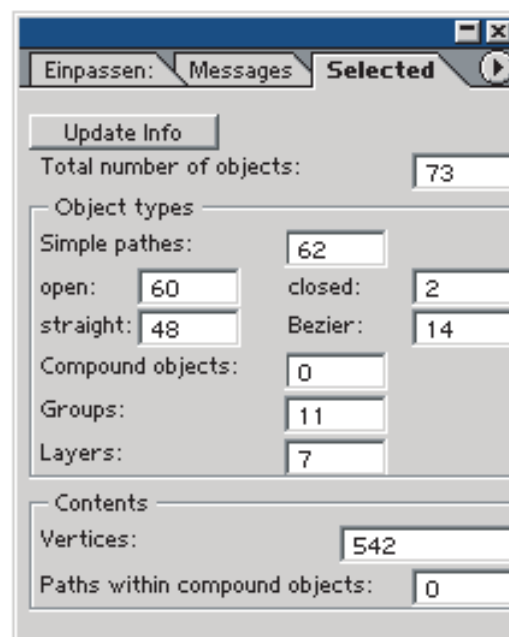 Einpassen: Messages Selected
Update Info
Total number of objects: 73
Object types
Simple pathes: 62
open: 60 closed: 2
straight: 48 Bezier: 14
Compound objects: 0
Groups: 11
Layers: 7
Contents
Vertices: 542
Paths within compound objects: 0